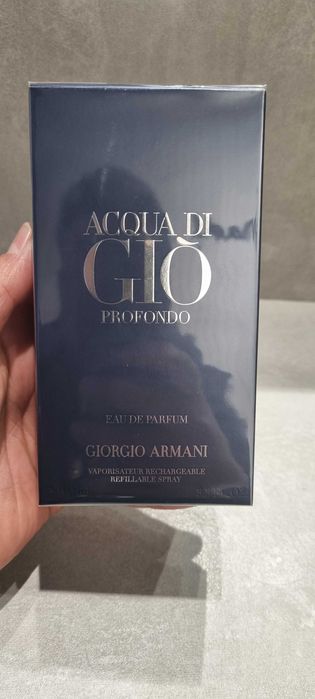 ACQUA DI
GIÒ
PROFONDO
EAU DE PARFUM
GIORGIO ARMANI
VAPORISATEUR RECHARGEABLE
REFILLABLE SPRAY